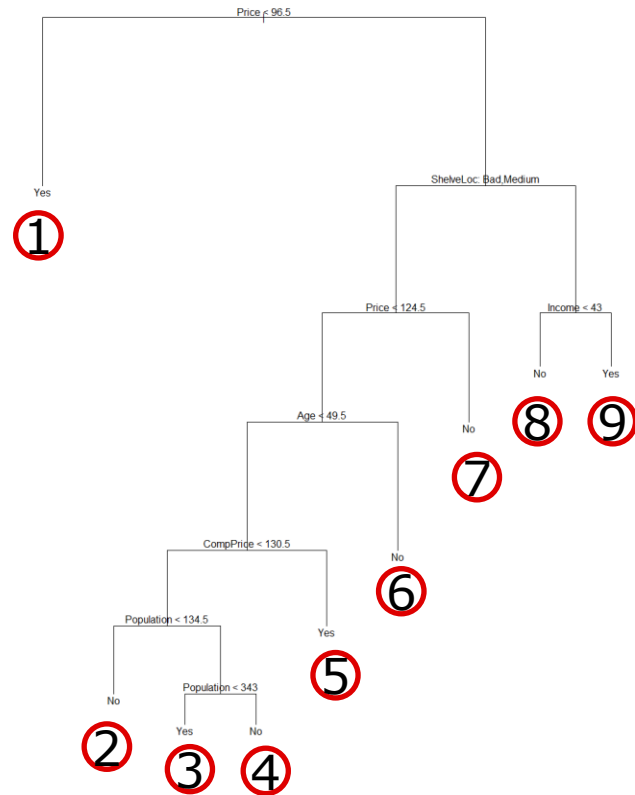 Price < 96.5
Yes
1
ShelveLoc: Bad,Medium
Price < 124.5
Income < 43
No
Yes
8
9
Age < 49.5
No
7
CompPrice < 130.5
No
6
Population < 134.5
Yes
5
Population < 343
No
2
Yes
No
3
4